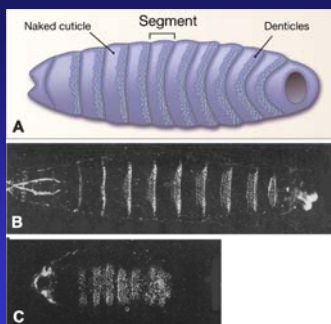 Segment
Naked cuticle
Denticles
A
B
C